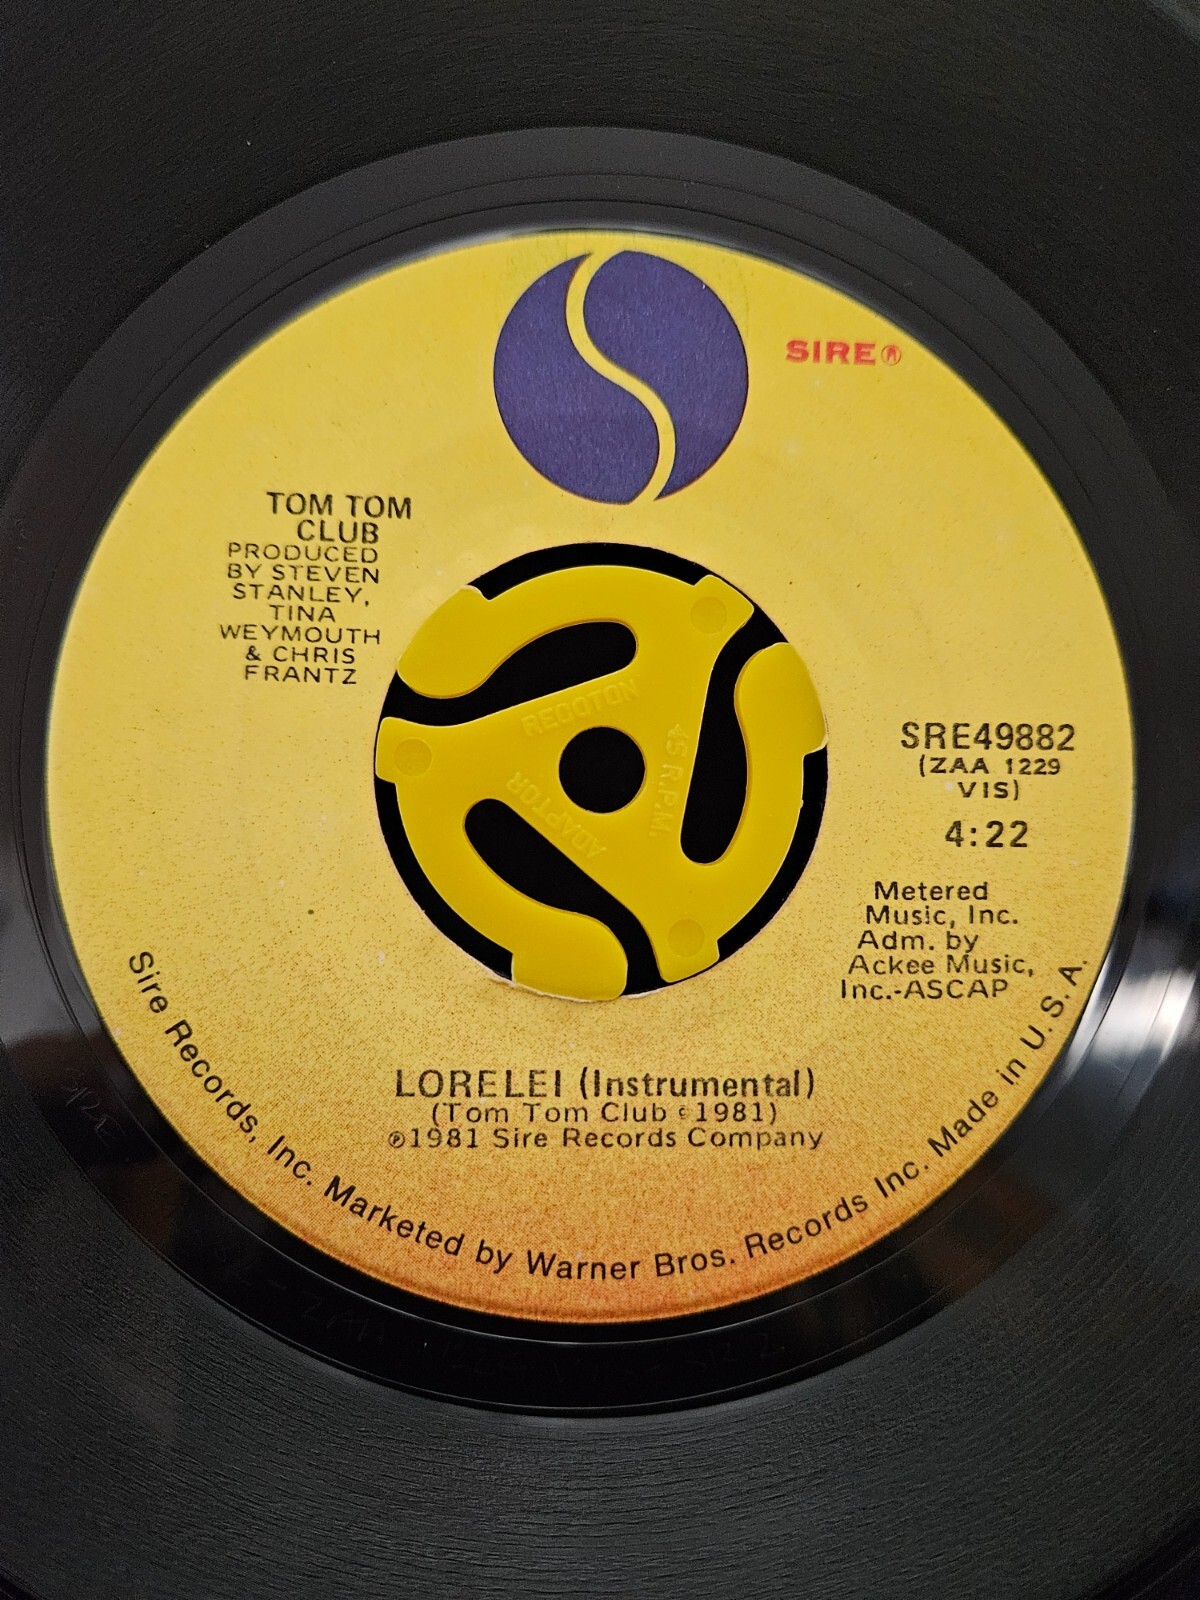 SIRE®
TOM TOM
CLUB
PRODUCED
BY STEVEN
STANLEY,
TINA
WEYMOUTH
& CHRIS
FRANTZ
RECOTON
45 R.P.M.
ADAPTOR
SRE49882
(ZAA 1229
VIS)
4:22
Metered
Music, Inc.
Adm. by
Ackee Music,
Inc.-ASCAP
LORELEI (Instrumental)
(Tom Tom Club © 1981)
℗1981 Sire Records Company
Sire Records, Inc. Marketed by Warner Bros. Records Inc. Made in U.S.A.